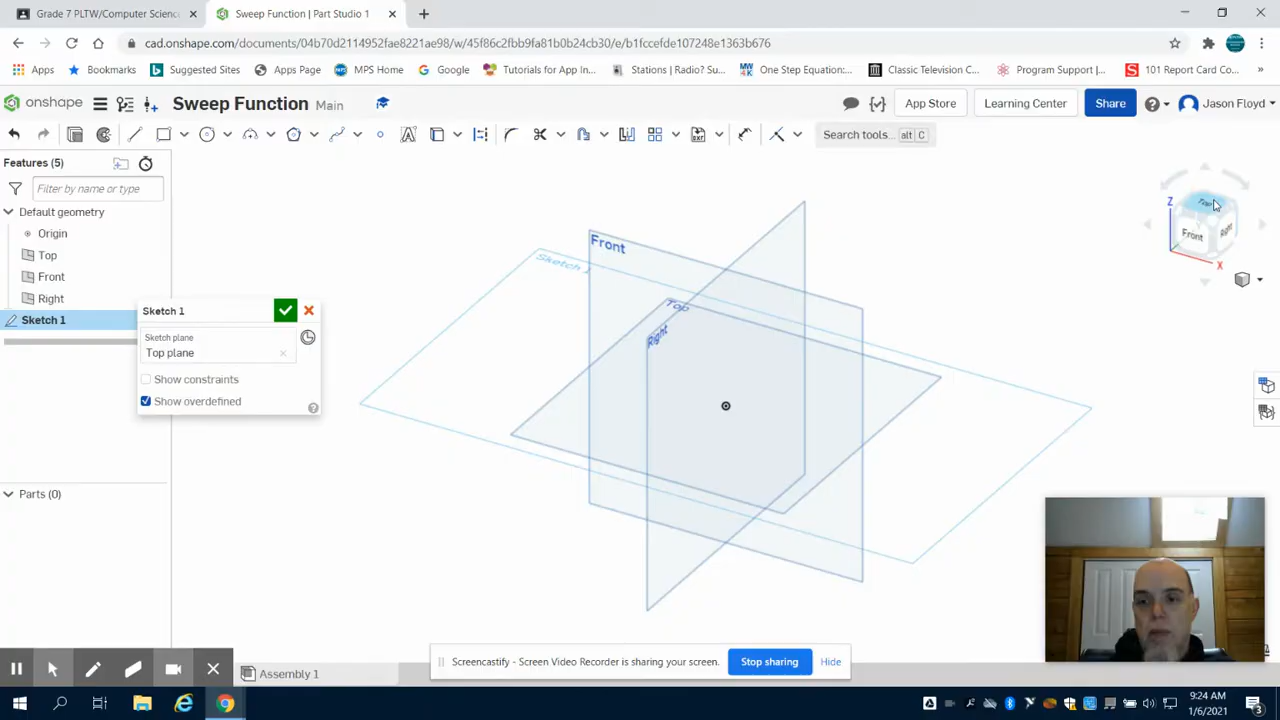 Grade 7 PLTW/Computer Scienc
Sweep Function | Part Studio 1
cad.onshape.com/documents/04b70d2114952fae8221ae98/w/45f86c2fbb9fa81b0b24cb30/e/b1fccefde107248e1363b676
Apps
Bookmarks
Suggested Sites
Apps Page
MPS Home
Google
Tutorials for App In...
Stations | Radio? Su...
One Step Equation:...
Classic Television C...
Program Support |...
101 Report Card Co...
»
onshape
Sweep Function
Main
App Store
Learning Center
Share
Jason Floyd
Search tools...
alt
C
Features (5)
Filter by name or type
Default geometry
Origin
Top
Front
Right
Sketch 1
Sketch 1
Sketch plane
Top plane
Show constraints
Show overdefined
Parts (0)
Front
Sketch 1
Top
Right
Top
Z
Front
Right
X
Screencastify - Screen Video Recorder is sharing your screen.
Stop sharing
Hide
Assembly 1
9:24 AM
1/6/2021
3